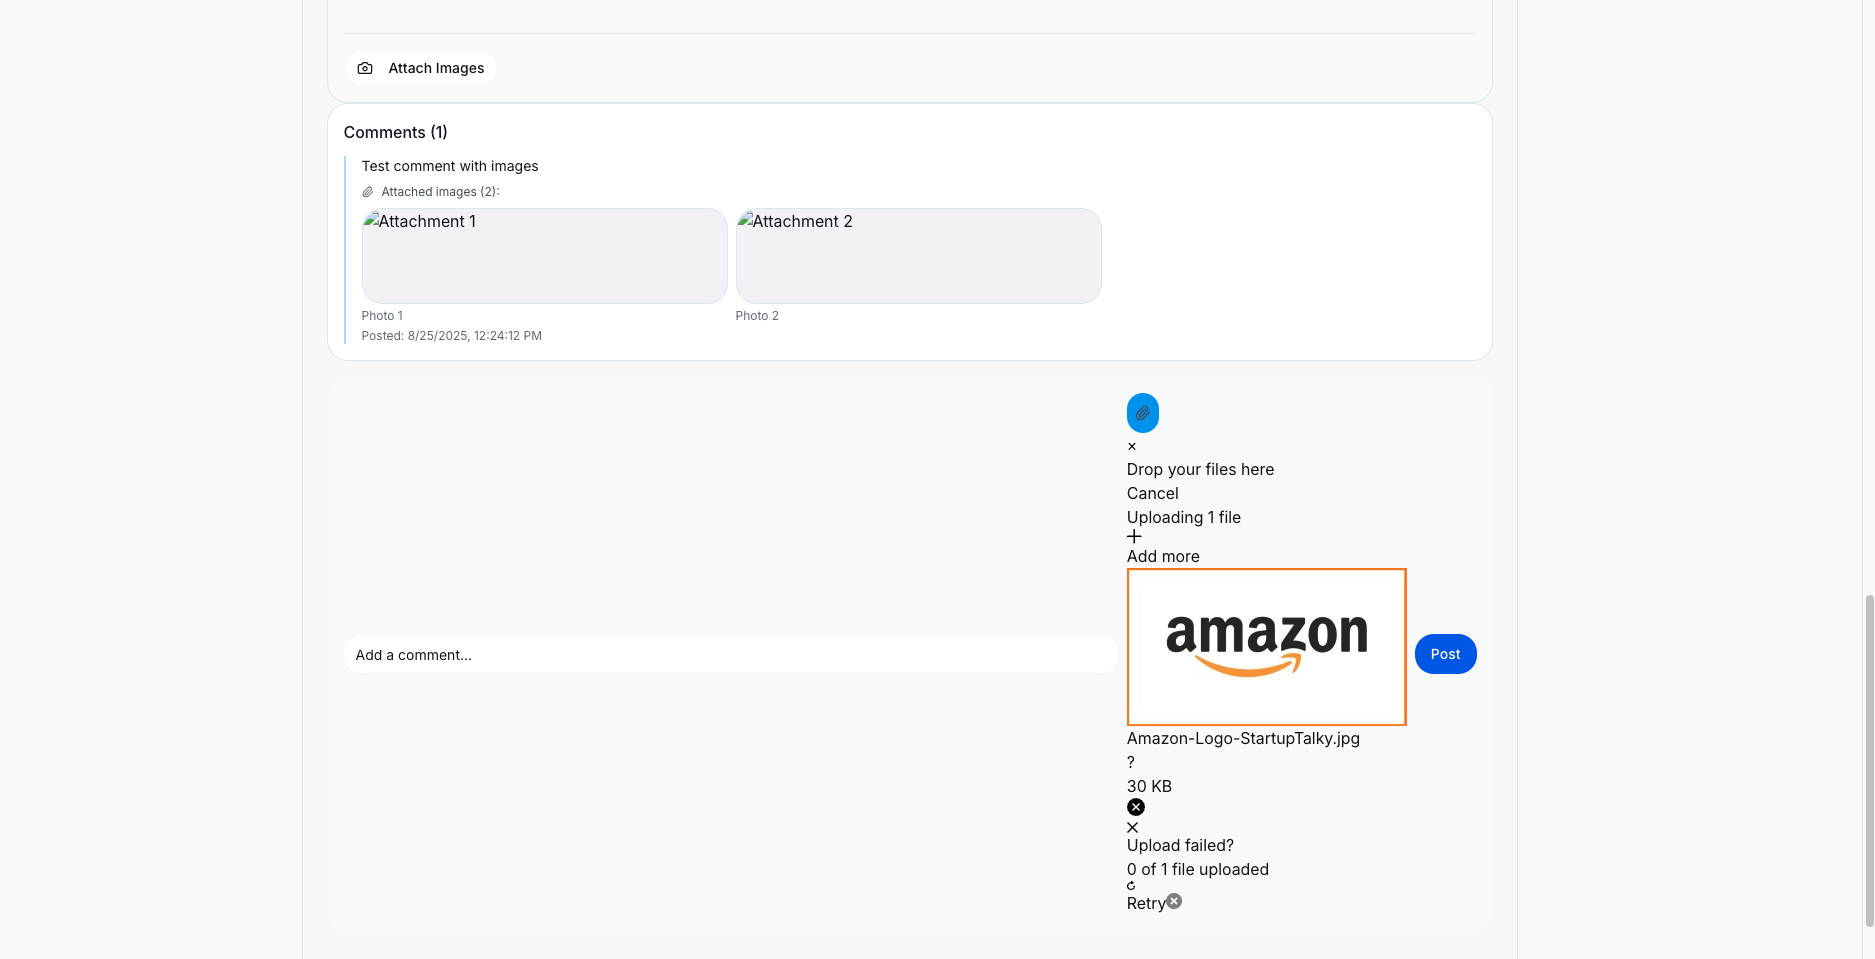 Attach Images
Comments (1)
Test comment with images
Attached images (2):
Attachment 1
Attachment 2
Photo 1
Photo 2
Posted: 8/25/2025, 12:24:12 PM
×
Drop your files here
Cancel
Uploading 1 file
Add more
amazon
Add a comment...
Post
Amazon-Logo-StartupTalky.jpg
?
30 KB
Upload failed?
0 of 1 file uploaded
Retry